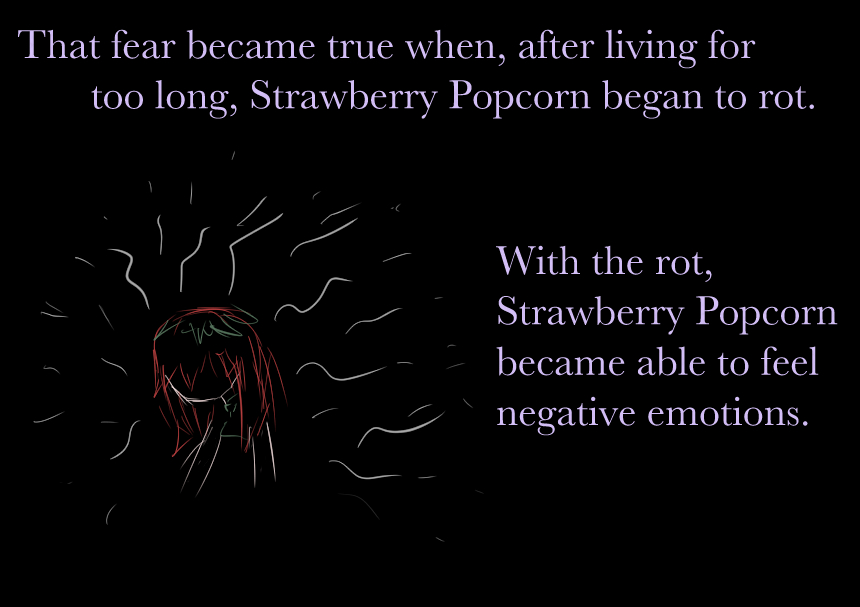 That fear became true when, after living for
too long, Strawberry Popcorn began to rot.
With the rot,
Strawberry Popcorn
became able to feel
negative emotions.